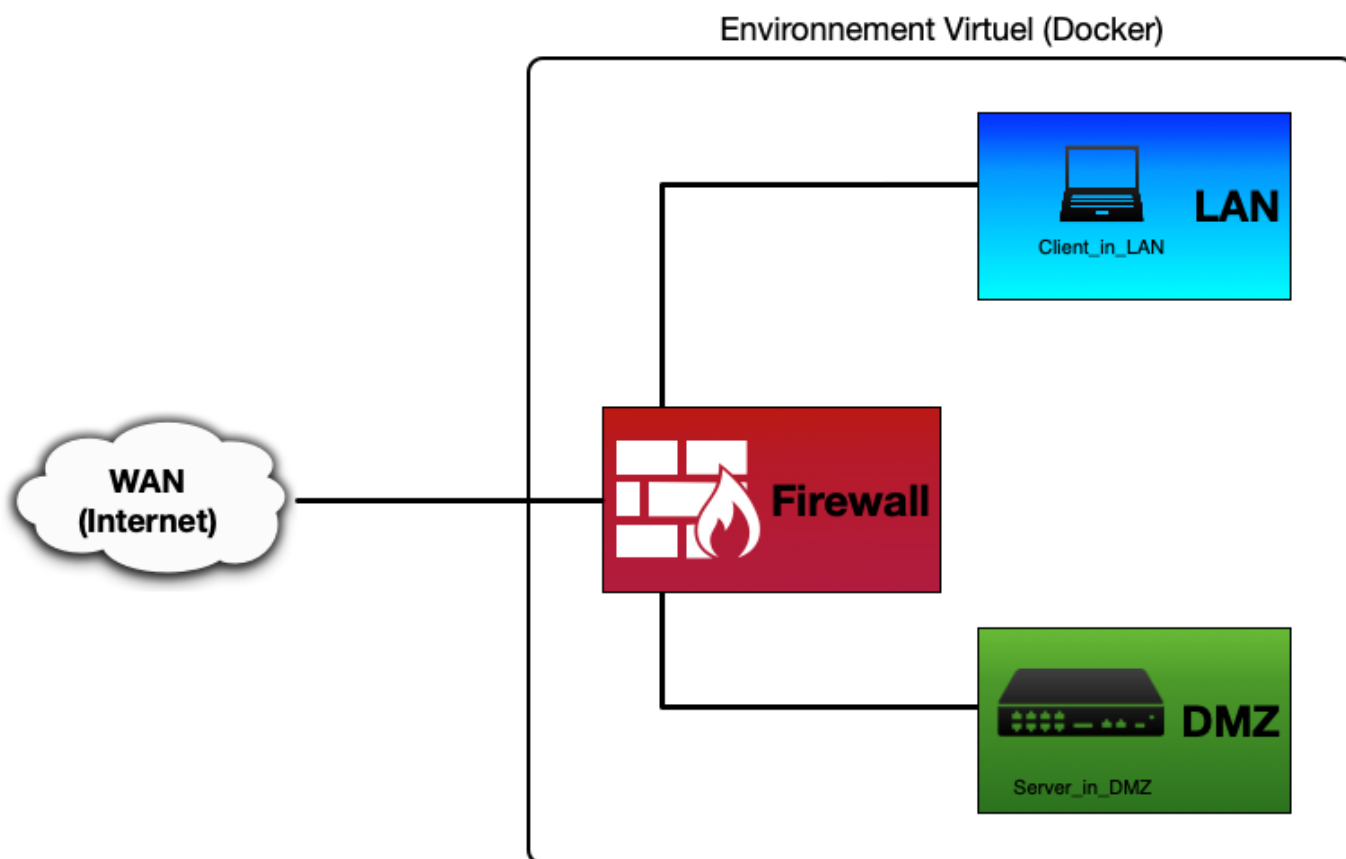 Environnement Virtuel (Docker)
LAN
Client_in_LAN
WAN
(Internet)
Firewall
DMZ
Server_in_DMZ